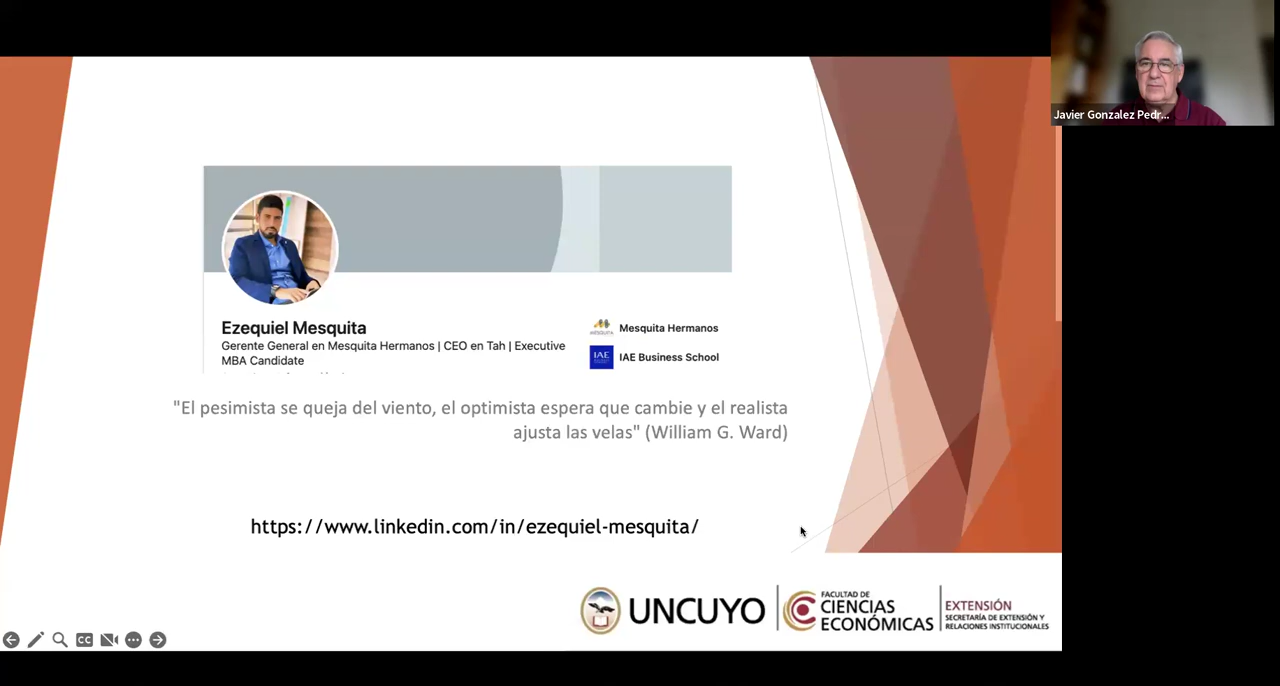 Javier Gonzalez Pedr...
Ezequiel Mesquita
Gerente General en Mesquita Hermanos | CEO en Tah | Executive
MBA Candidate
Mesquita Hermanos
IAE
IAE Business School
"El pesimista se queja del viento, el optimista espera que cambie y el realista
ajusta las velas" (William G. Ward)
https://www.linkedin.com/in/ezequiel-mesquita/
UNCUYO
FACULTAD DE
CIENCIAS
ECONÓMICAS
EXTENSIÓN
SECRETARÍA DE EXTENSIÓN Y
RELACIONES INSTITUCIONALES
CC